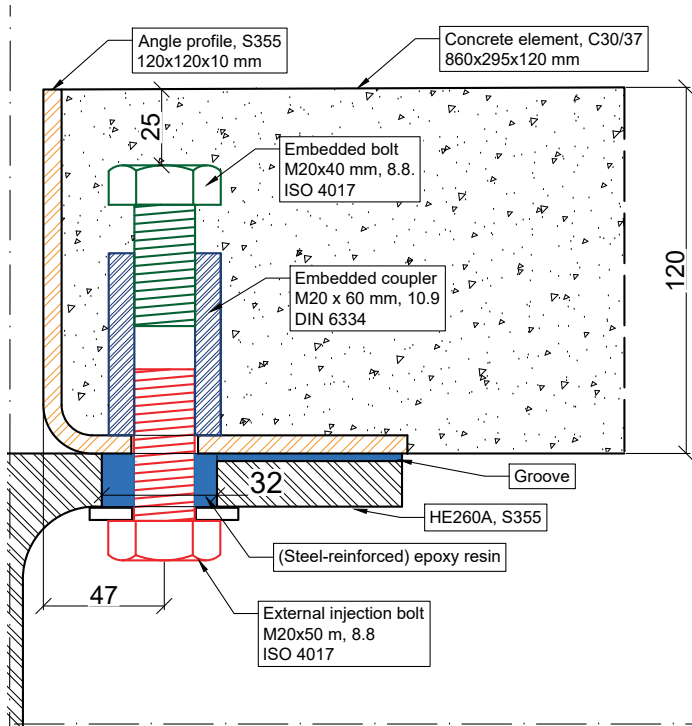 Angle profile, S355
120x120x10 mm
Concrete element, C30/37
860x295x120 mm
25
Embedded bolt
M20x40 mm, 8.8.
ISO 4017
Embedded coupler
M20 x 60 mm, 10.9
DIN 6334
120
Groove
32
HE260A, S355
(Steel-reinforced) epoxy resin
47
External injection bolt
M20x50 m, 8.8
ISO 4017